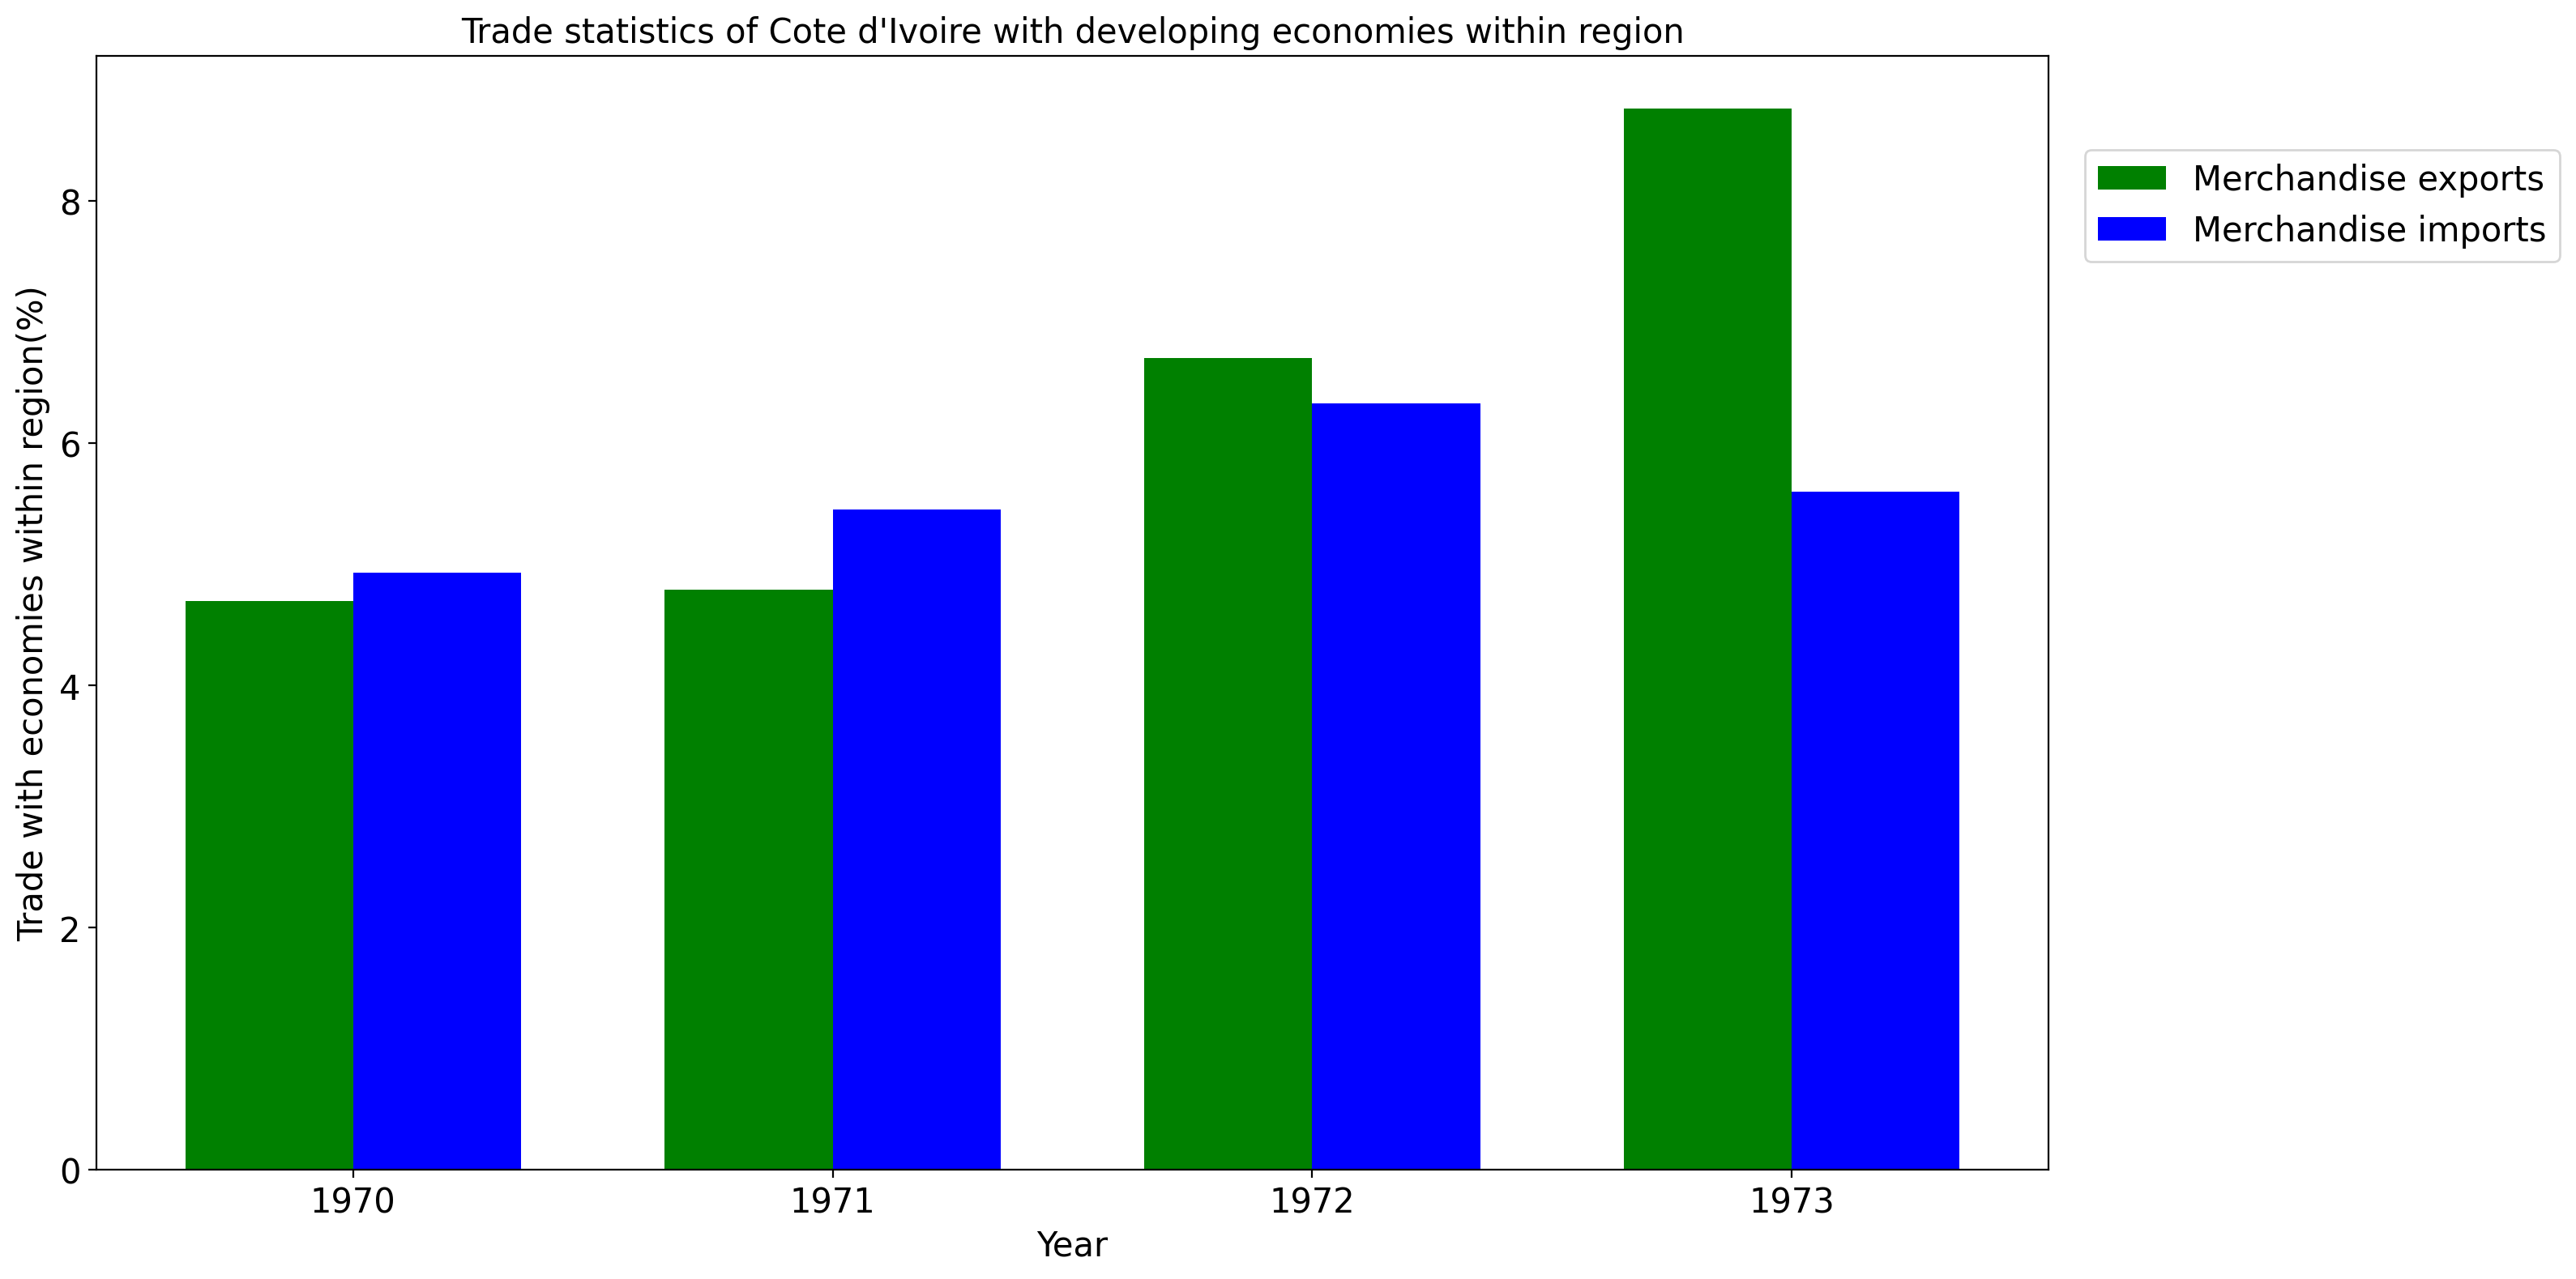 Trade statistics of Cote d'Ivoire with developing economies within region
Trade with economies within region(%)
8
6
4
2
0
1970 1971 1972 1973
Year
Merchandise exports
Merchandise imports